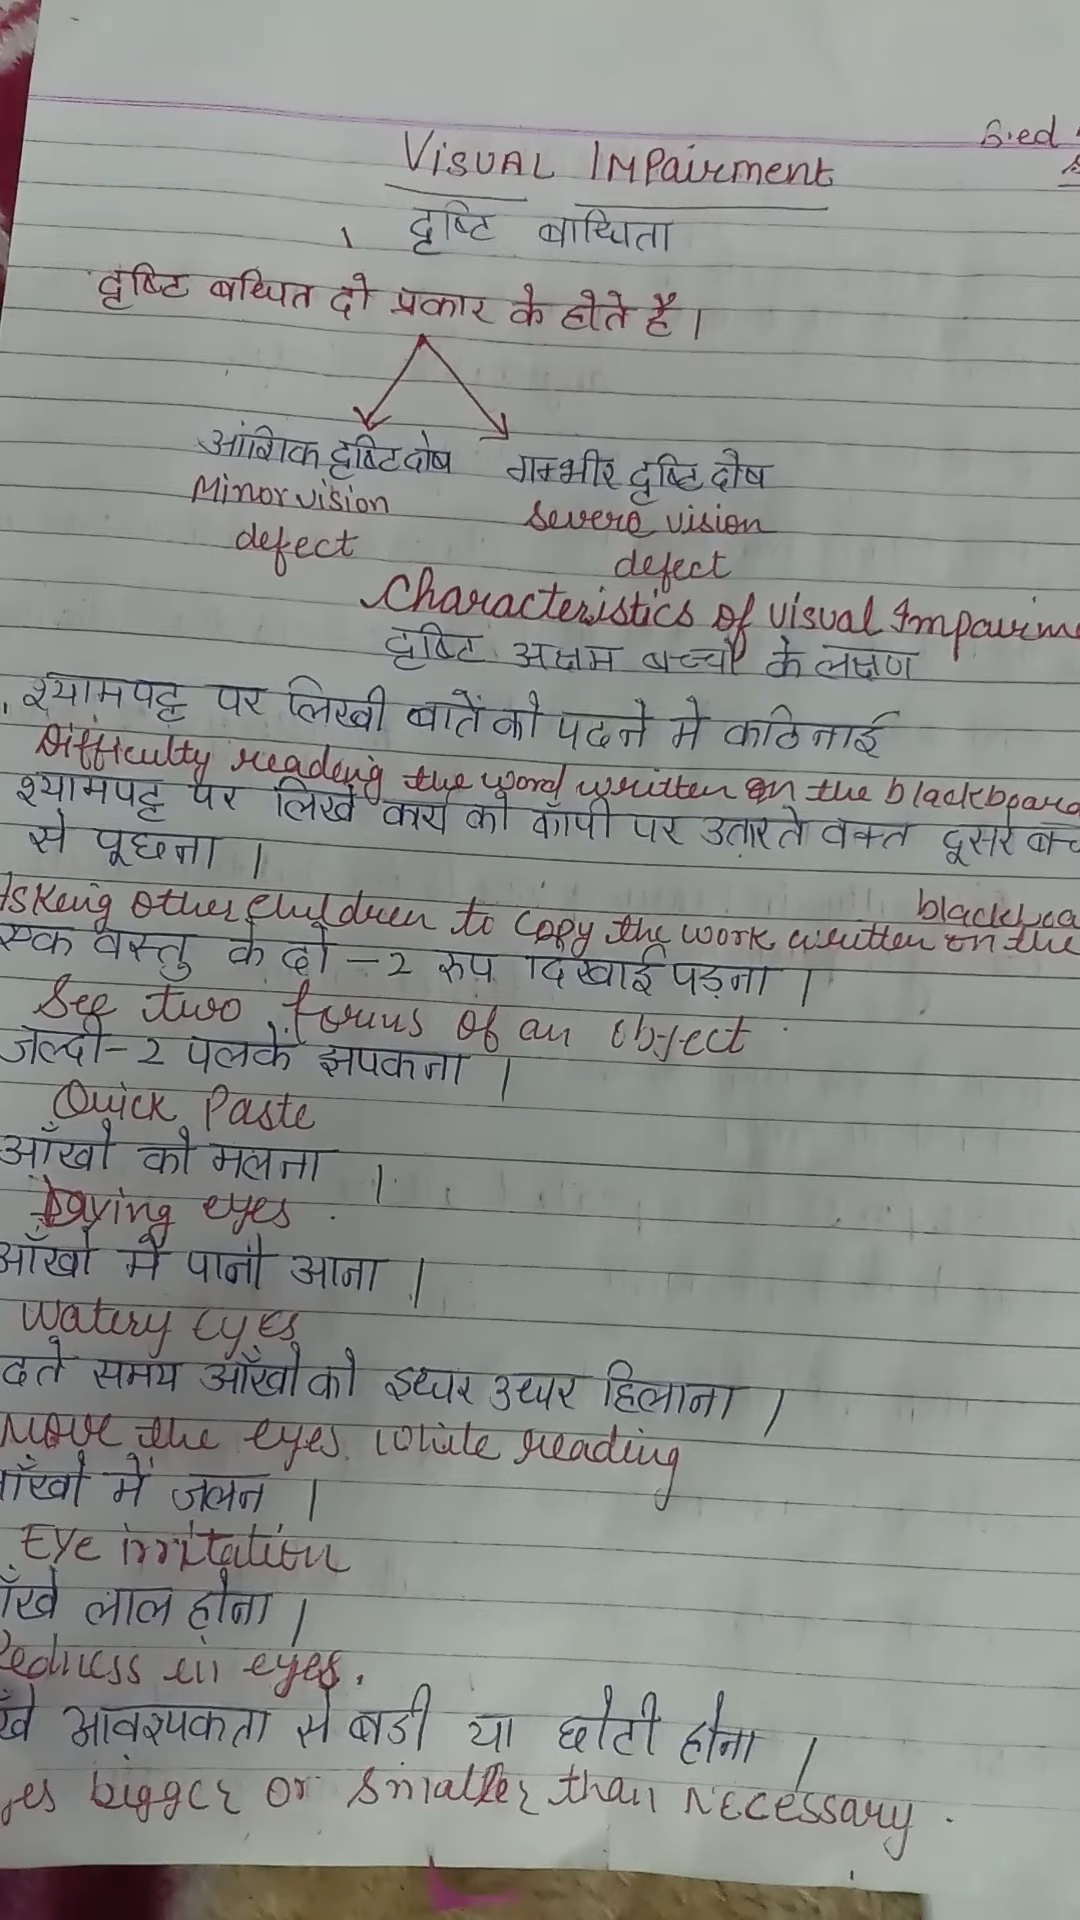 B.ed
VISUAL IMPairment
दृष्टि बाधिता
दृष्टि बधित दो प्रकार के होते हैं।
आंशिक दृष्टि दोष गम्भीर दृष्टि दोष
Minor vision severe vision
defect defect
Characteristics of visual Impairm
दृष्टि अक्षम बच्चों के लक्षण
श्यामपट्ट पर लिखी बातें को पढने मे कठिनाई
Difficulty reading the word written on the blackboard
श्यामपट्ट पर लिखे कार्य को कॉपी पर उतारते वक्त दूसरे बच्
से पूछना।
blackboa
Asking other children to copy the work written on the
एक वस्तु के दो -2 रुप दिखाई पड़ना।
See two forms of an object.
जल्दी-2 पलके झपकना।
Quick Paste
आँखो को मलना।
eyes.
आँखो मे पानी आना।
Watery Eyes
दते समय आँखो को इधर उधर हिलाना।
Move the eyes while reading
ाँखो में जलन।
Eye irritation
ँखे लाल होना।
Redness in eyes.
खे आवश्यकता से बडी या छोटी होना।
yes bigger or smaller than necessary.